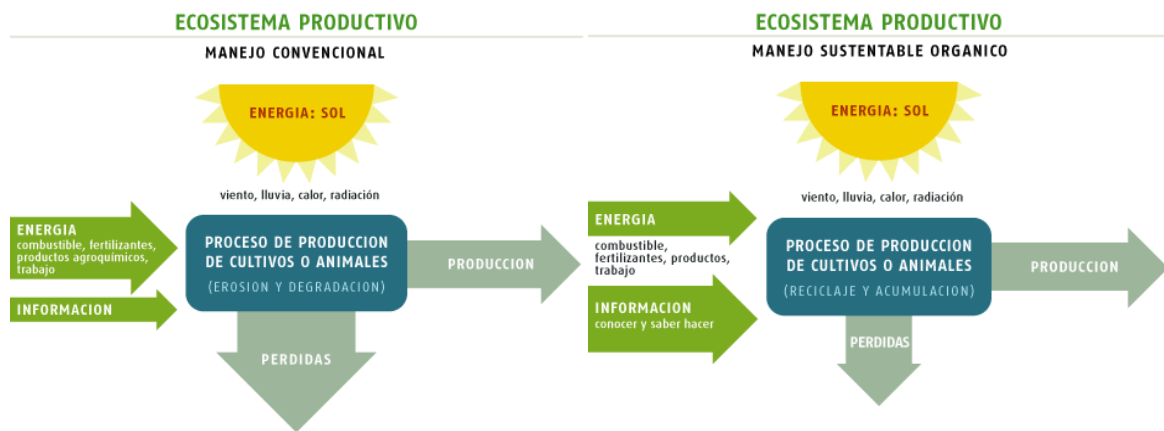 ECOSISTEMA PRODUCTIVO
MANEJO CONVENCIONAL
ENERGIA: SOL
viento, lluvia, calor, radiación
ENERGIA
combustible, fertilizantes,
productos agroquímicos,
trabajo
INFORMACION
PROCESO DE PRODUCCION
DE CULTIVOS O ANIMALES
(EROSION Y DEGRADACION)
PRODUCCION
PERDIDAS
ECOSISTEMA PRODUCTIVO
MANEJO SUSTENTABLE ORGANICO
ENERGIA: SOL
viento, lluvia, calor, radiación
ENERGIA
combustible,
fertilizantes, productos,
trabajo
INFORMACION
conocer y saber hacer
PROCESO DE PRODUCCION
DE CULTIVOS O ANIMALES
(RECICLAJE Y ACUMULACION)
PRODUCCION
PERDIDAS